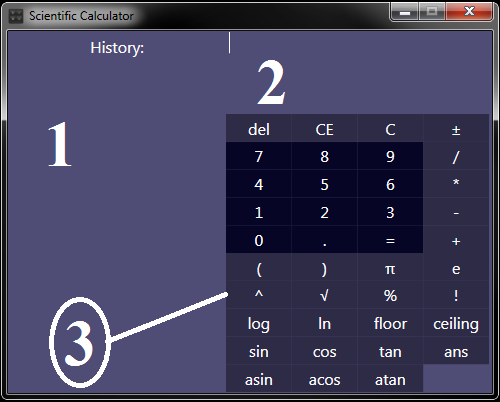 Scientific Calculator
History:
1
2
del CE C ±
7 8 9 /
4 5 6 *
1 2 3 -
0 . = +
( ) π e
^ √ % !
log ln floor ceiling
sin cos tan ans
asin acos atan
3